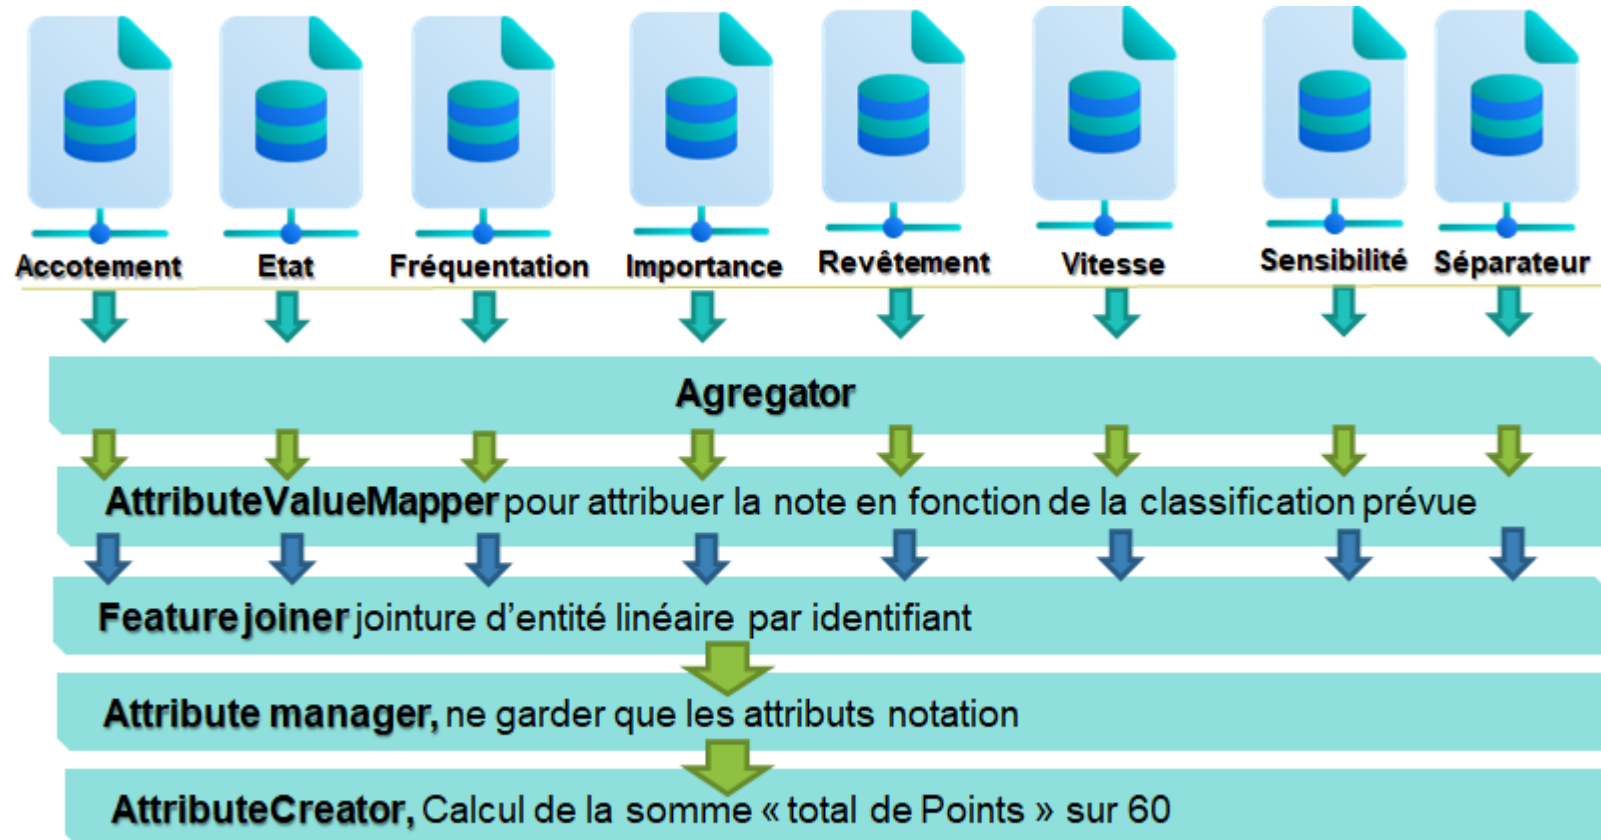 Accotement Etat Fréquentation Importance Revêtement Vitesse Sensibilité Séparateur
Agregator
AttributeValueMapper pour attribuer la note en fonction de la classification prévue
Feature joiner jointure d'entité linéaire par identifiant
Attribute manager, ne garder que les attributs notation
AttributeCreator, Calcul de la somme « total de Points » sur 60